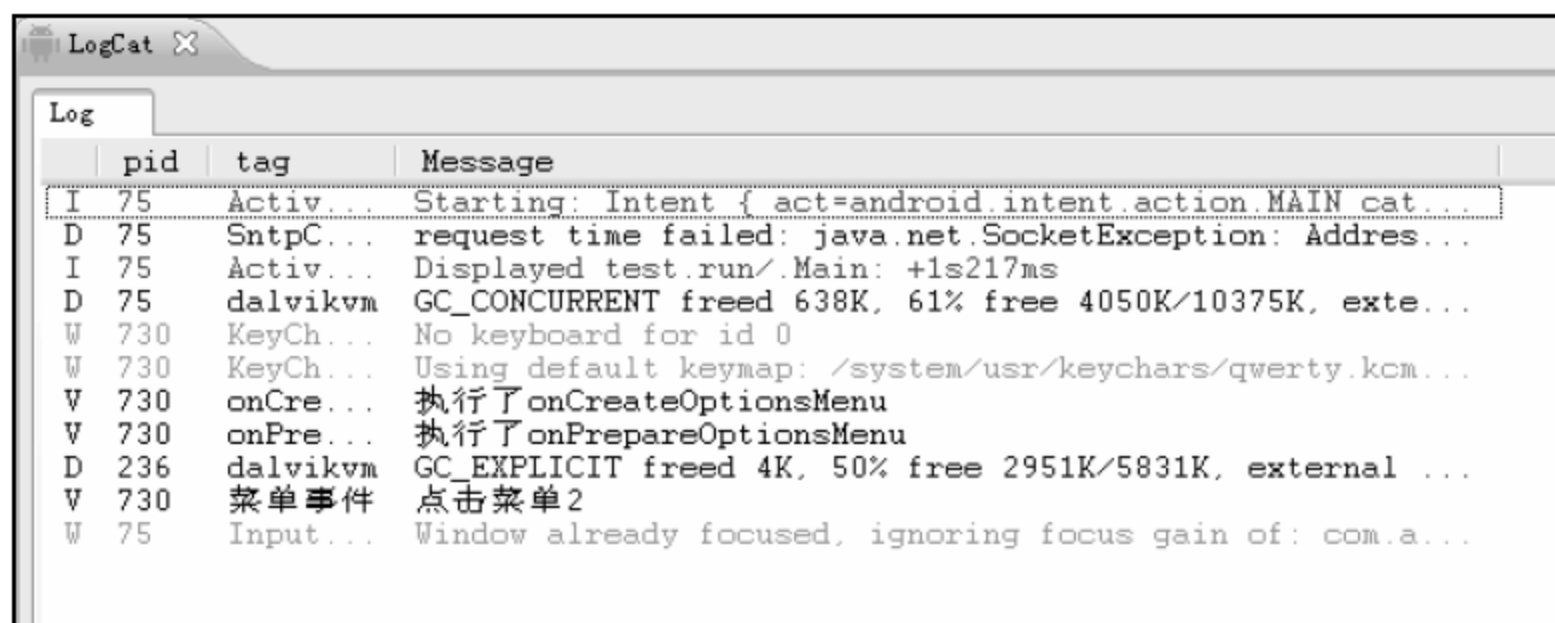 LogCat
Log
pid tag Message
I 75 Activ... Starting: Intent { act=android.intent.action.MAIN cat...
D 75 SntpC... request time failed: java.net.SocketException: Addres...
I 75 Activ... Displayed test.run/.Main: +1s217ms
D 75 dalvikvm GC_CONCURRENT freed 638K, 61% free 4050K/10375K, exte...
W 730 KeyCh... No keyboard for id 0
W 730 KeyCh... Using default keymap: /system/usr/keychars/qwerty.kcm...
V 730 onCre... 执行了onCreateOptionsMenu
V 730 onPre... 执行了onPrepareOptionsMenu
D 236 dalvikvm GC_EXPLICIT freed 4K, 50% free 2951K/5831K, external ...
V 730 菜单事件 点击菜单2
W 75 Input... Window already focused, ignoring focus gain of: com.a...